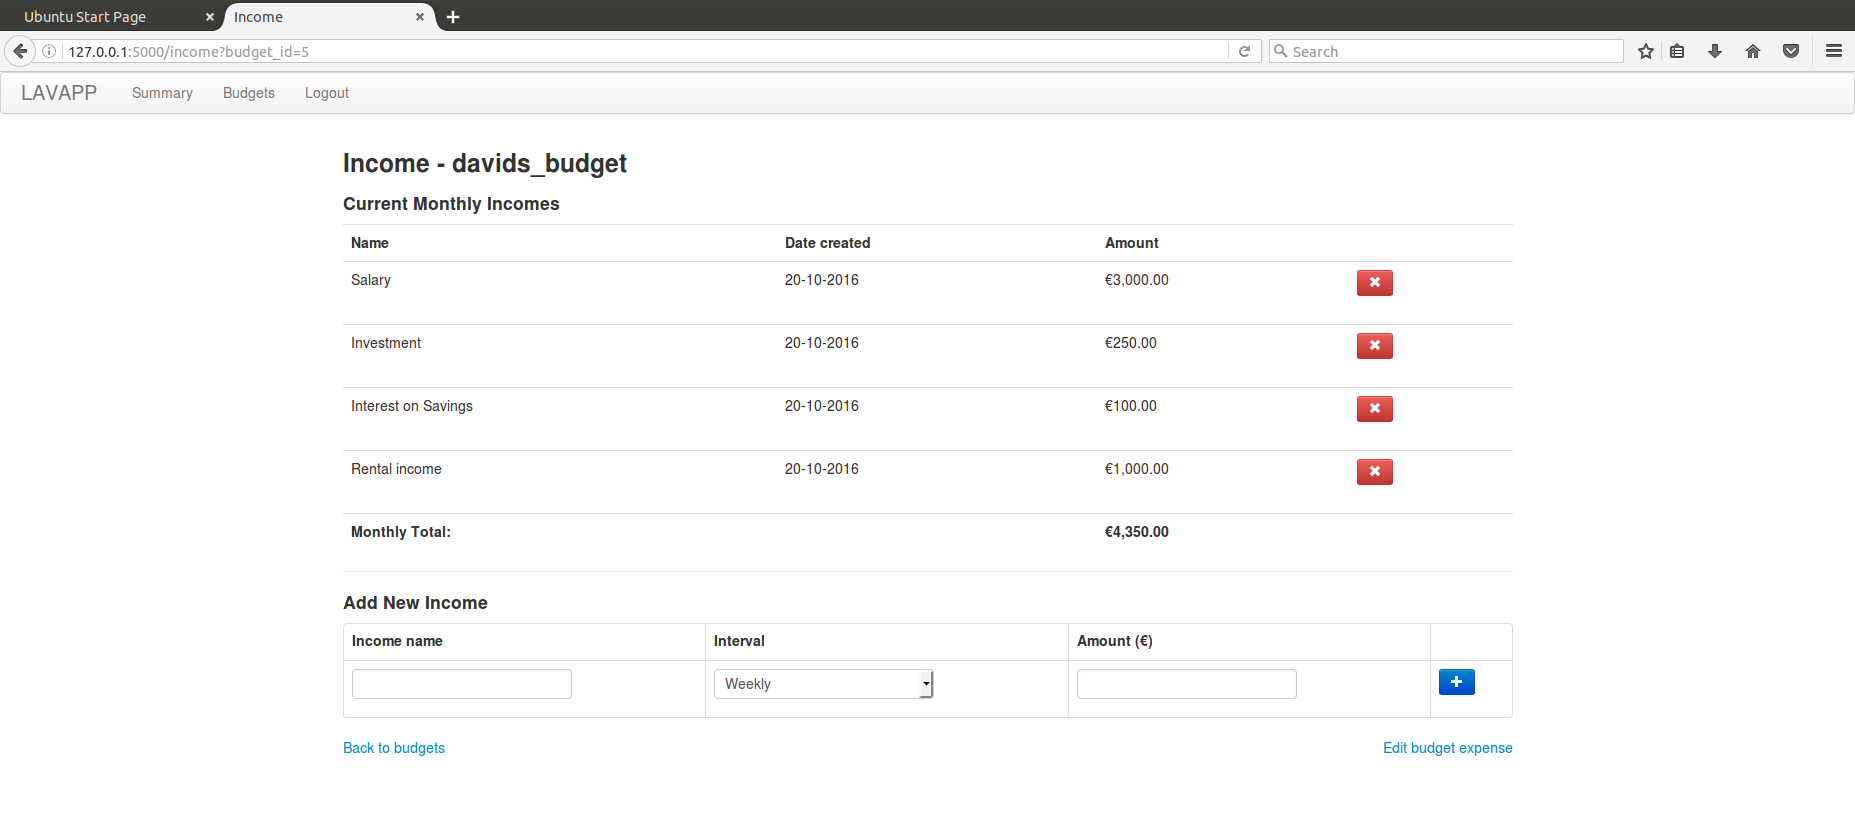 Ubuntu Start Page Income
127.0.0.1:5000/income?budget_id=5 Search
LAVAPP Summary Budgets Logout
Income - davids_budget
Current Monthly Incomes
Name Date created Amount
Salary 20-10-2016 €3,000.00
Investment 20-10-2016 €250.00
Interest on Savings 20-10-2016 €100.00
Rental income 20-10-2016 €1,000.00
Monthly Total: €4,350.00
Add New Income
Income name Interval Amount (€)
Weekly
Back to budgets Edit budget expense